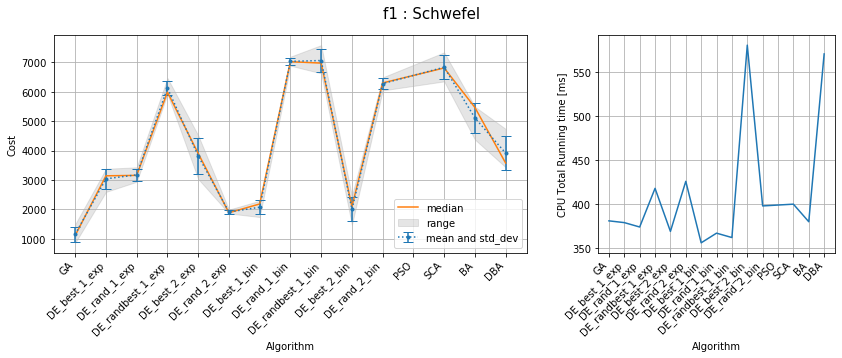 f1 : Schwefel
Cost
7000
6000
5000
4000
3000
2000
1000
median
range
mean and std_dev
GA
DE_best_1_exp
DE_rand_1_exp
DE_randbest_1_exp
DE_best_2_exp
DE_rand_2_exp
DE_best_1_bin
DE_rand_1_bin
DE_randbest_1_bin
DE_best_2_bin
DE_rand_2_bin
PSO
SCA
BA
DBA
Algorithm
CPU Total Running time [ms]
550
500
450
400
350
GA
DE_best_1_exp
DE_rand_1_exp
DE_randbest_1_exp
DE_best_2_exp
DE_rand_2_exp
DE_best_1_bin
DE_rand_1_bin
DE_randbest_1_bin
DE_best_2_bin
DE_rand_2_bin
PSO
SCA
BA
DBA
Algorithm